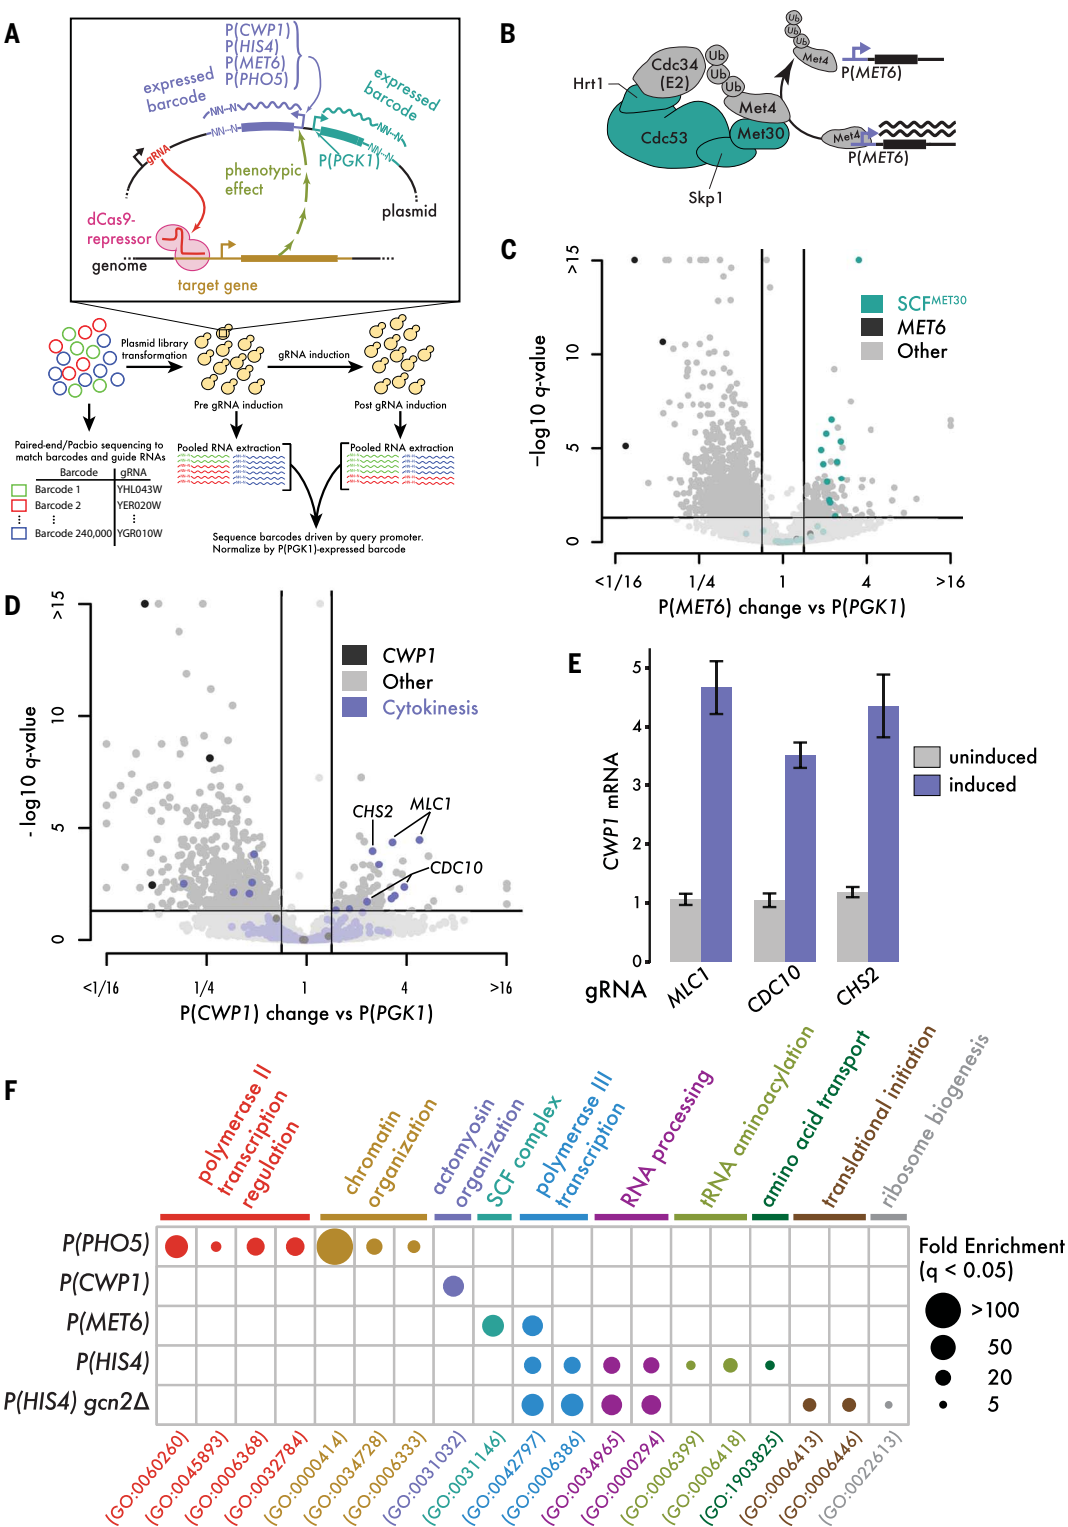 A
P(CWP1)
P(HIS4)
P(MET6)
P(PHO5)
expressed
barcode
expressed
barcode
NN--N
NN--N
NN--N
NN--N
gRNA
P(PGK1)
phenotypic
effect
plasmid
dCas9-
repressor
genome
target gene
Plasmid library
transformation
gRNA induction
Pre gRNA induction
Post gRNA induction
Paired-end/Pacbio sequencing to
match barcodes and guide RNAs
Pooled RNA extraction
Pooled RNA extraction
Barcode gRNA
Barcode 1 YHL043W
Barcode 2 YER020W
Barcode 240,000 YGR010W
Sequence barcodes driven by query promoter.
Normalize by P(PGK1)-expressed barcode
B
Hrt1
Cdc34
(E2)
Ub
Ub
Ub
Met4
Cdc53
Met30
Skp1
Ub
Ub
Ub
Met4
P(MET6)
Met4
P(MET6)
C
>15
10
5
0
−log10 q-value
SCFMET30
MET6
Other
<1/16 1/4 1 4 >16
P(MET6) change vs P(PGK1)
D
>15
10
5
0
- log10 q-value
CWP1
Other
Cytokinesis
CHS2
MLC1
CDC10
<1/16 1/4 1 4 >16
P(CWP1) change vs P(PGK1)
E
5
4
3
2
1
0
CWP1 mRNA
uninduced
induced
gRNA
MLC1
CDC10
CHS2
F
polymerase II
transcription
regulation
chromatin
organization
actomyosin
organization
SCF complex
polymerase III
transcription
RNA processing
tRNA aminoacylation
amino acid transport
translational initiation
ribosome biogenesis
P(PHO5)
P(CWP1)
P(MET6)
P(HIS4)
P(HIS4) gcn2Δ
Fold Enrichment
(q < 0.05)
>100
50
20
5
(GO:0060260)
(GO:0045893)
(GO:0006368)
(GO:0032784)
(GO:0000414)
(GO:0034728)
(GO:0006333)
(GO:0031032)
(GO:0031146)
(GO:0042797)
(GO:0006386)
(GO:0034965)
(GO:0000294)
(GO:0006399)
(GO:0006418)
(GO:1903825)
(GO:0006413)
(GO:0006446)
(GO:0022613)